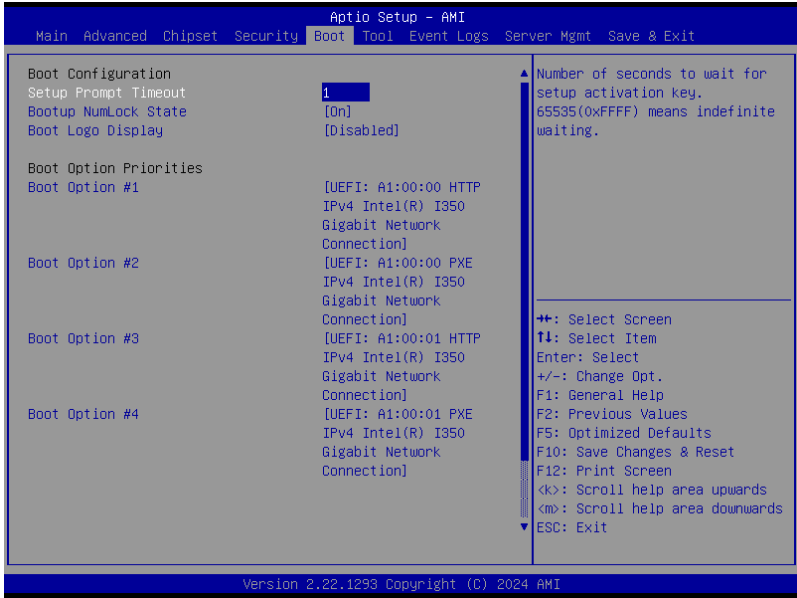 Aptio Setup - AMI
Main Advanced Chipset Security Boot Tool Event Logs Server Mgmt Save & Exit
Boot Configuration
Setup Prompt Timeout 1
Bootup NumLock State [On]
Boot Logo Display [Disabled]
Boot Option Priorities
Boot Option #1 [UEFI: A1:00:00 HTTP
IPv4 Intel(R) I350
Gigabit Network
Connection]
Boot Option #2 [UEFI: A1:00:00 PXE
IPv4 Intel(R) I350
Gigabit Network
Connection]
Boot Option #3 [UEFI: A1:00:01 HTTP
IPv4 Intel(R) I350
Gigabit Network
Connection]
Boot Option #4 [UEFI: A1:00:01 PXE
IPv4 Intel(R) I350
Gigabit Network
Connection]
Number of seconds to wait for
setup activation key.
65535(0xFFFF) means indefinite
waiting.
→←: Select Screen
↑↓: Select Item
Enter: Select
+/-: Change Opt.
F1: General Help
F2: Previous Values
F5: Optimized Defaults
F10: Save Changes & Reset
F12: Print Screen
<k>: Scroll help area upwards
<m>: Scroll help area downwards
ESC: Exit
Version 2.22.1293 Copyright (C) 2024 AMI